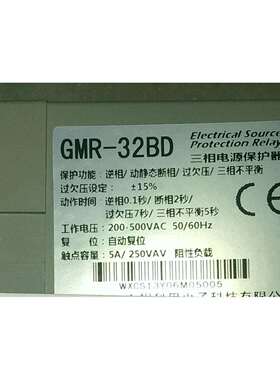 Electrical Source
GMR-32BD Protection Relay
三相电源保护器
保护功能：逆相/动静态断相/过欠压/三相不平衡
过欠压设定： ±15%
动作时间：逆相0.1秒/断相2秒/
过欠压7秒/三相不平衡5秒
工作电压：200-500VAC 50/60Hz
复 位：自动复位
触点容量：5A/250VAV 阻性负载
WXCS13Y06M05005